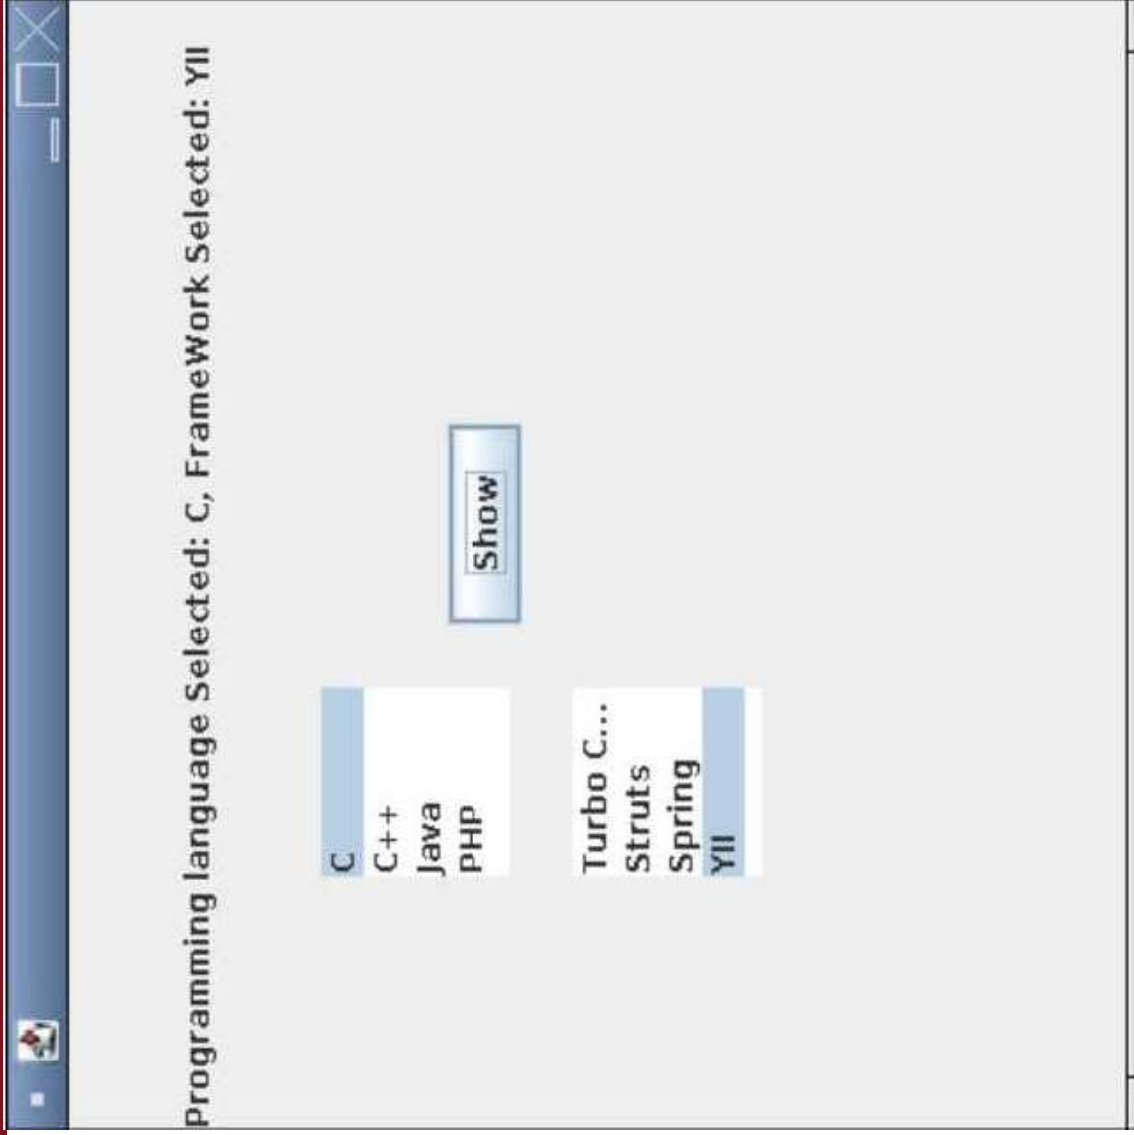 Programming language Selected: C, FrameWork Selected: YII
C
C++
Java
PHP
Show
Turbo C...
Struts
Spring
YII